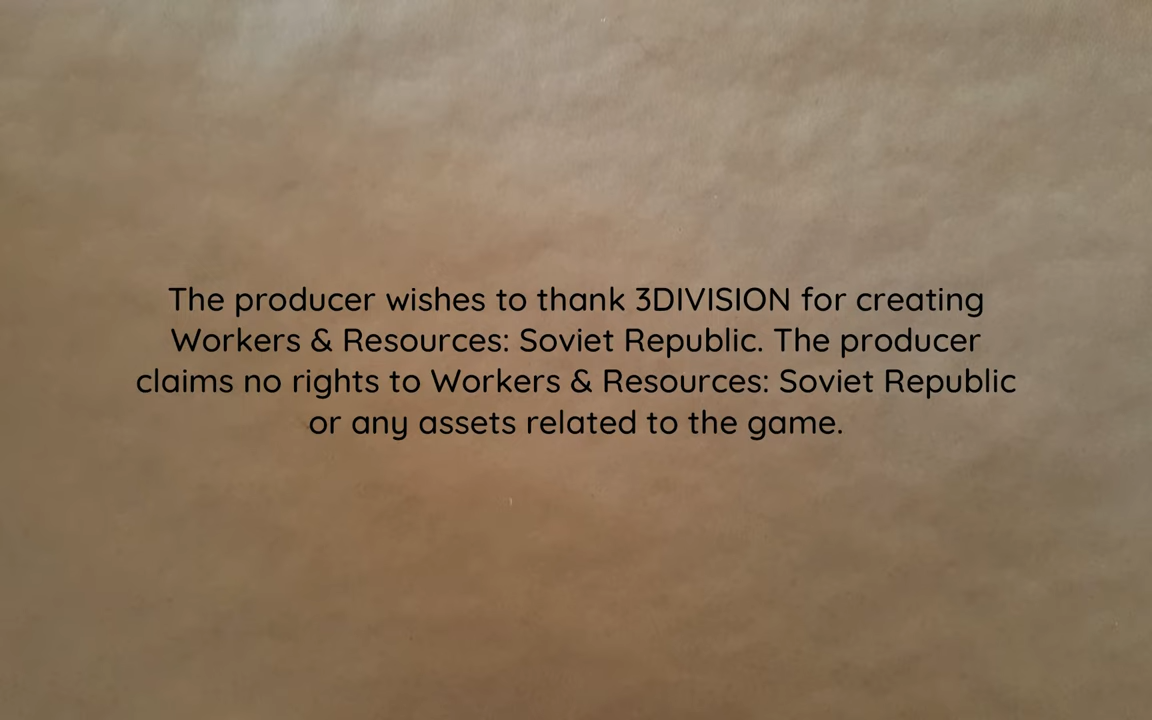 The producer wishes to thank 3DIVISION for creating
Workers & Resources: Soviet Republic. The producer
claims no rights to Workers & Resources: Soviet Republic
or any assets related to the game.